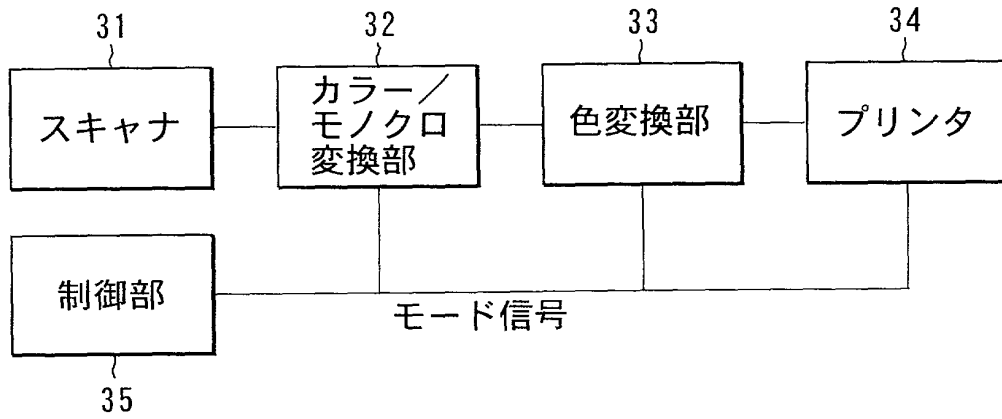 31
32
33
34
スキャナ
カラー／
モノクロ
変換部
色変換部
プリンタ
制御部
モード信号
35